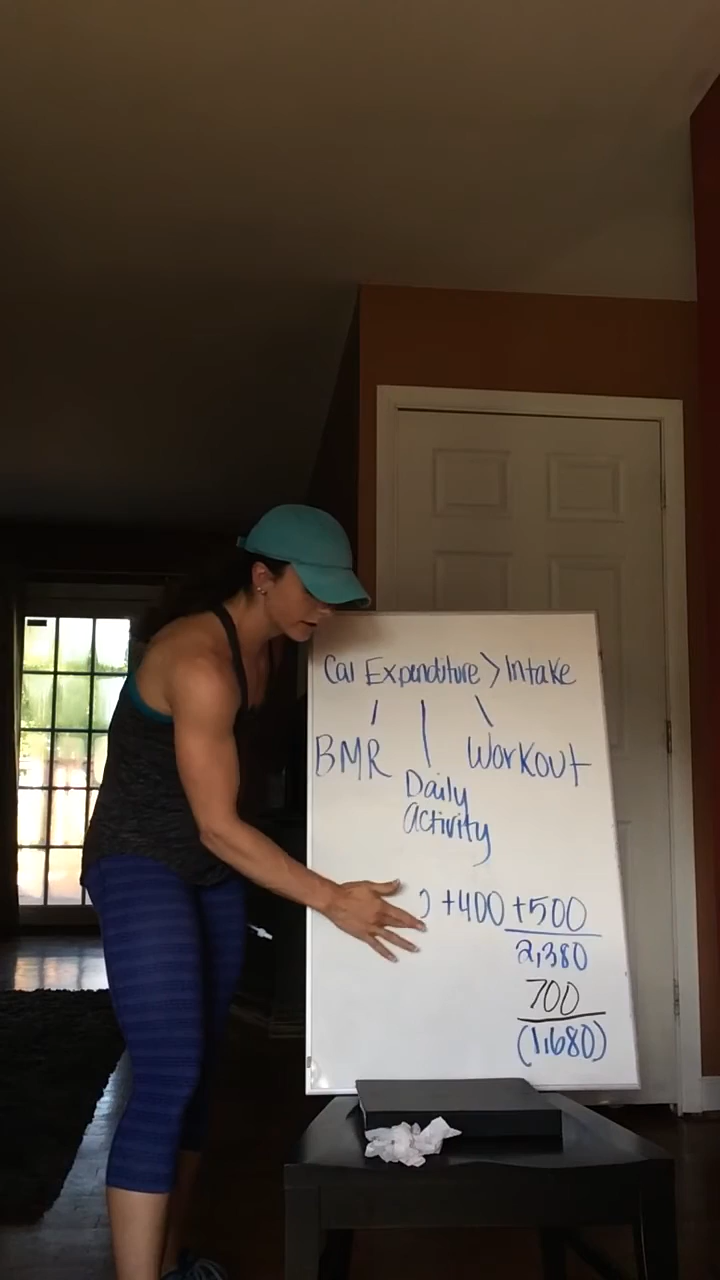 Cal Expenditure > Intake
BMR
Daily
Activity
Workout
+400 +500
2,380
700
(1,680)